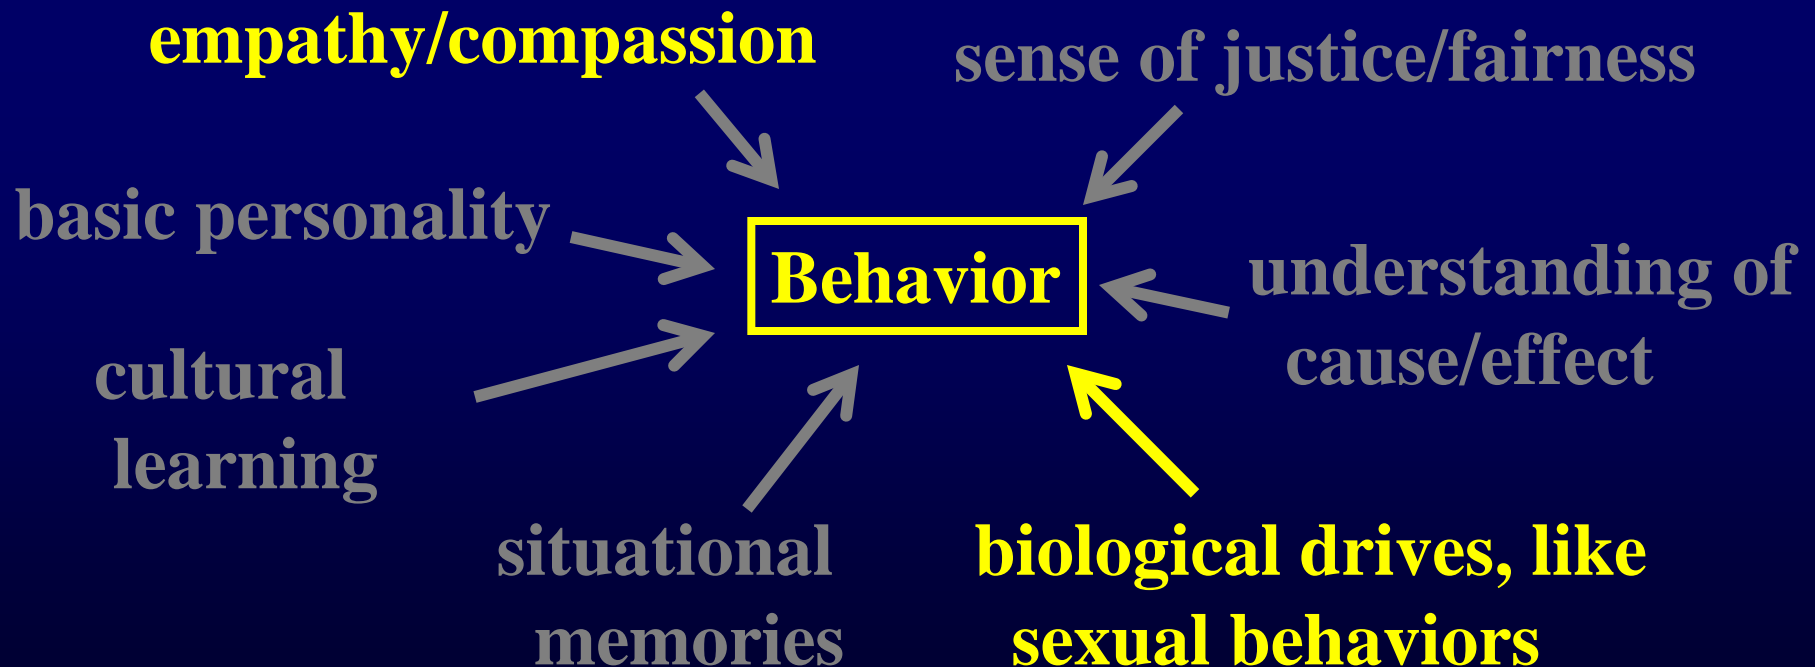 empathy/compassion
sense of justice/fairness
basic personality
Behavior
understanding of
cause/effect
cultural
learning
situational
memories
biological drives, like
sexual behaviors